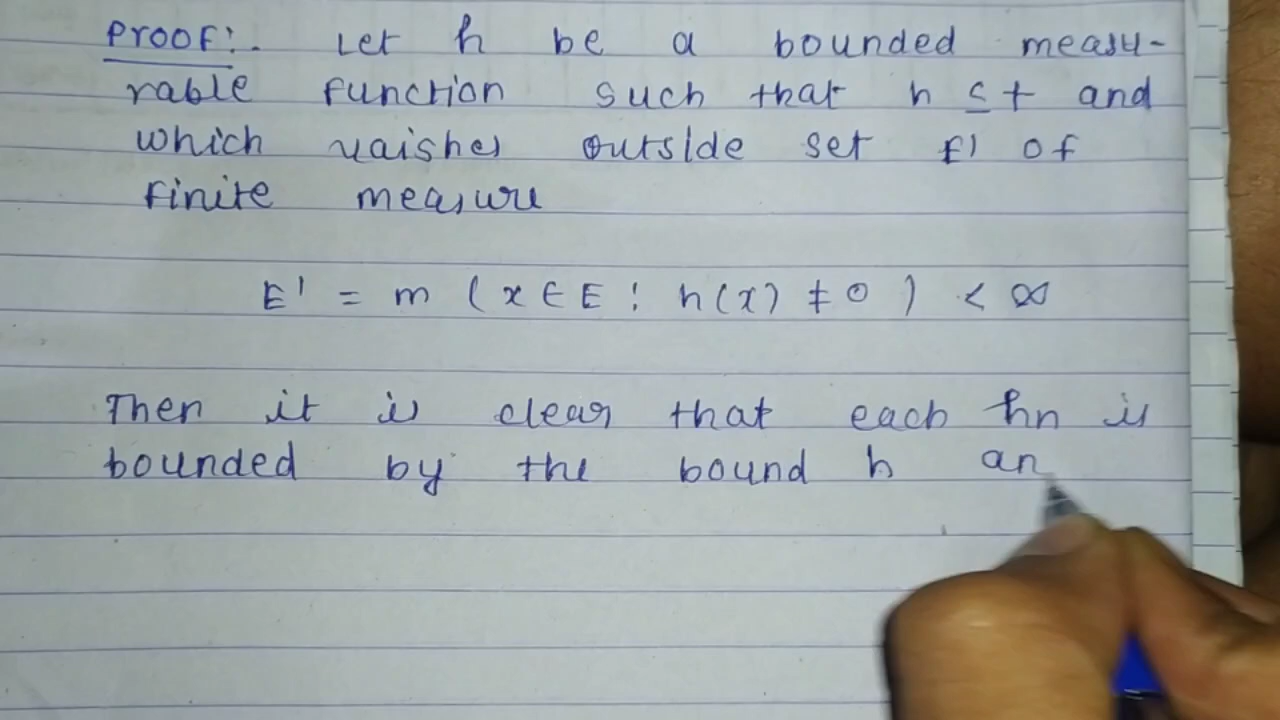 Proof:- Let h be a bounded measu-
rable function such that h ≤ f and
which vaishes outside set E' of
finite measure
E' = m ( x ∈ E : h(x) ≠ 0 ) < ∞
Then it is clear that each hn is
bounded by the bound h an